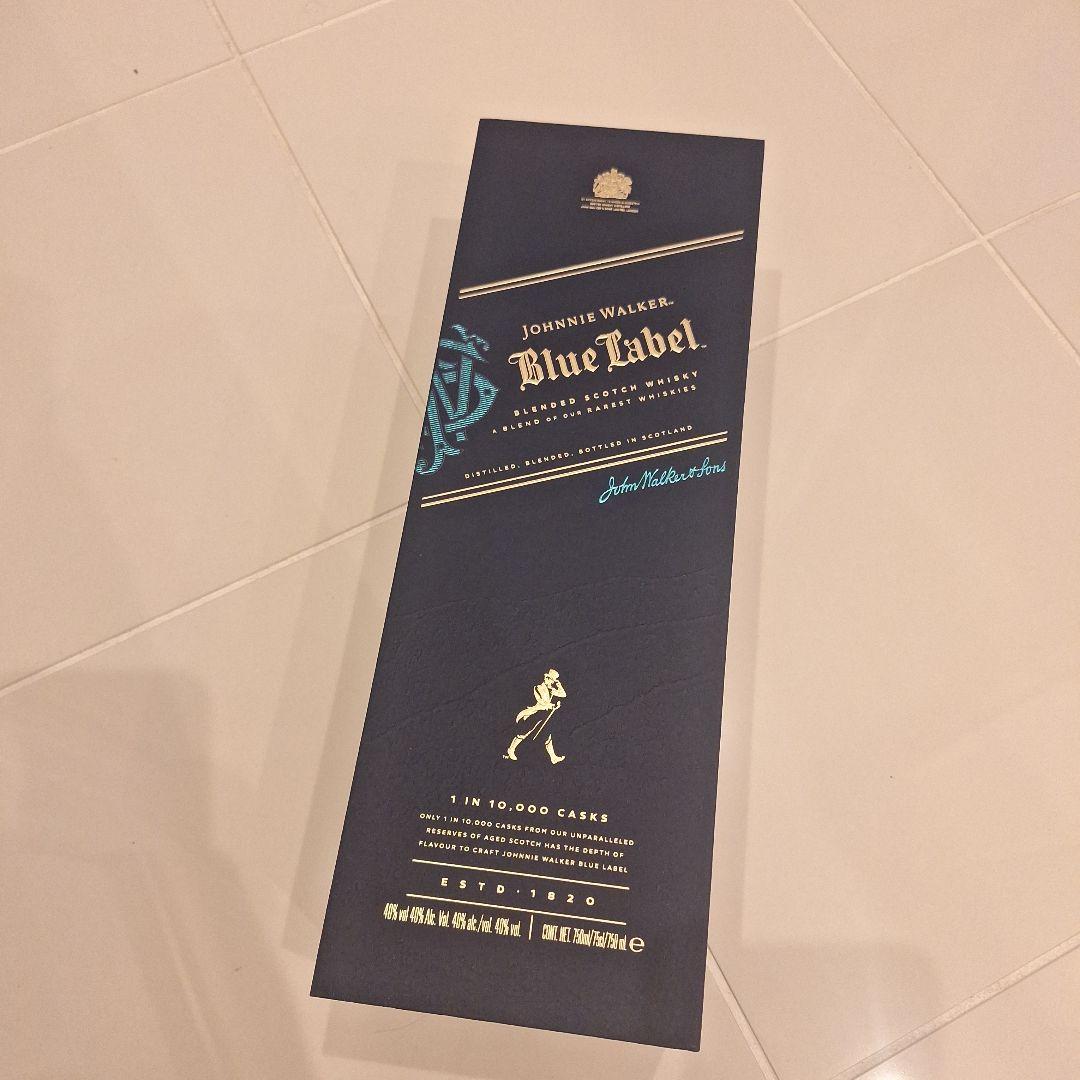 JOHNNIE WALKER™
Blue Label™
BLENDED SCOTCH WHISKY
A BLEND OF OUR RAREST WHISKIES
DISTILLED, BLENDED, BOTTLED IN SCOTLAND
John Walker & Sons
TM
1 IN 10,000 CASKS
ONLY 1 IN 10,000 CASKS FROM OUR UNPARALLELED
RESERVES OF AGED SCOTCH HAS THE DEPTH OF
FLAVOUR TO CRAFT JOHNNIE WALKER BLUE LABEL
ESTD · 1820
40% vol 40% Alc. Vol. 40% alc./vol. 40% vol. | CONT. NET. 750ml/75cl/750 mL ℮